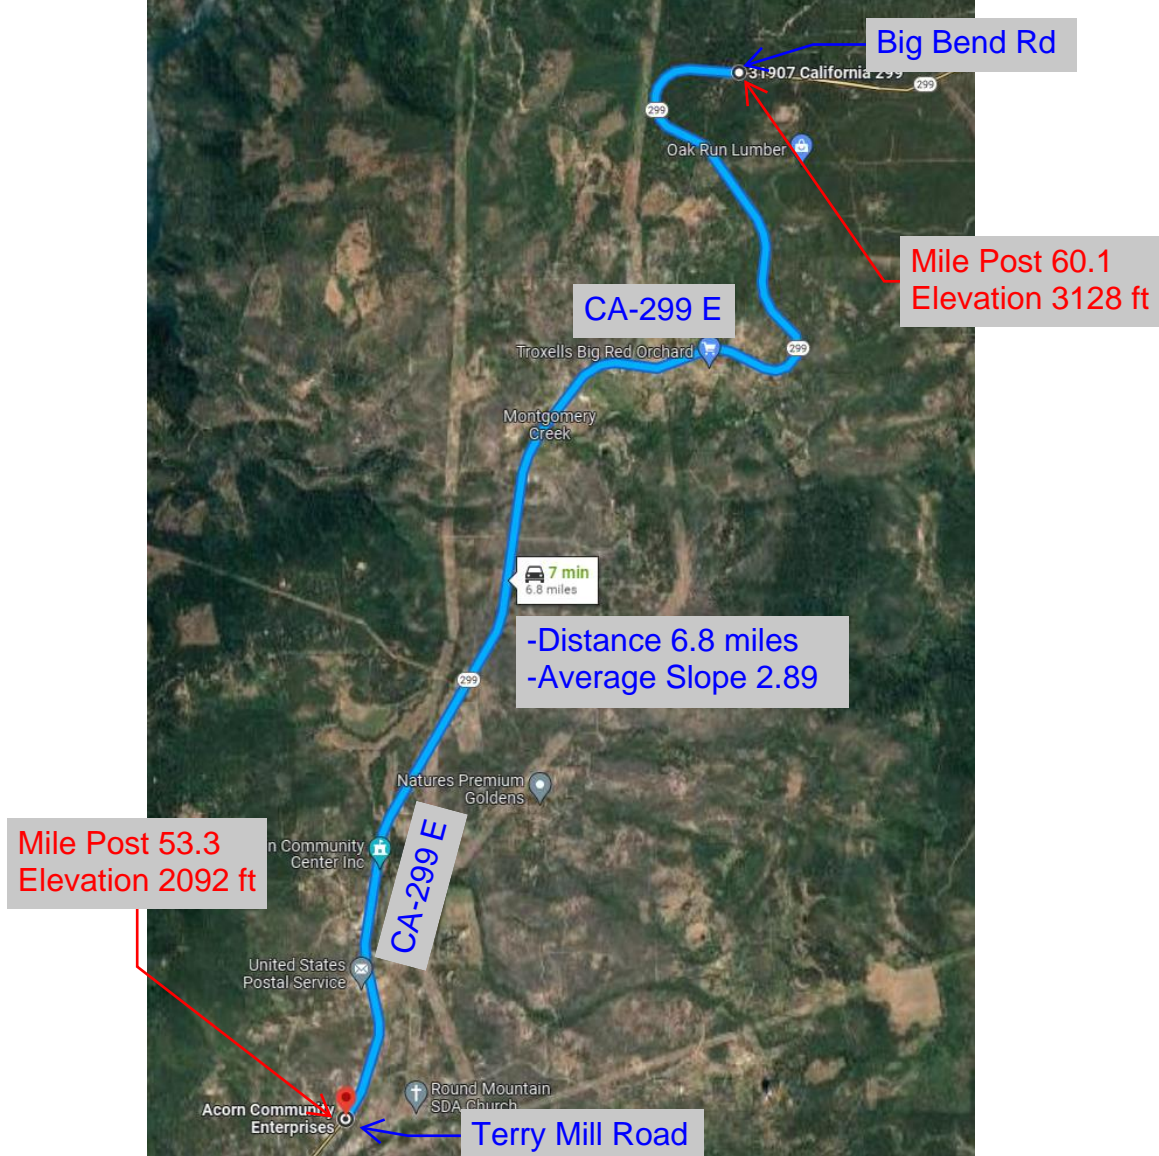 Big Bend Rd
31907 California 299
299
299
Oak Run Lumber
Mile Post 60.1
Elevation 3128 ft
CA-299 E
Troxells Big Red Orchard
299
Montgomery
Creek
7 min
6.8 miles
-Distance 6.8 miles
-Average Slope 2.89
299
Natures Premium
Goldens
Mile Post 53.3
Elevation 2092 ft
n Community
Center Inc
CA-299 E
United States
Postal Service
Round Mountain
SDA Church
Acorn Community
Enterprises
Terry Mill Road